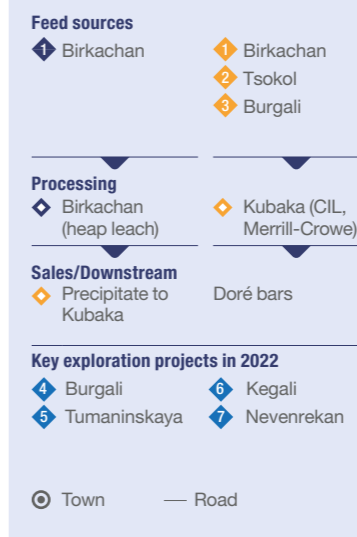 Feed sources
1 Birkachan
1 Birkachan
2 Tsokol
3 Burgali
Processing
Birkachan
(heap leach)
Kubaka (CIL,
Merrill-Crowe)
Sales/Downstream
Precipitate to
Kubaka
Doré bars
Key exploration projects in 2022
4 Burgali
5 Tumaninskaya
6 Kegali
7 Nevenrekan
Town
Road